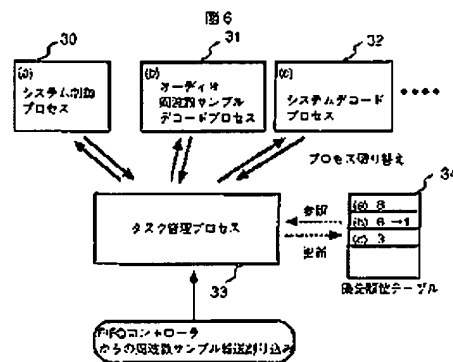 図6
30
31
32
(a)
システム制御
プロセス
(b)
オーディオ
周波数サンプル
デコードプロセス
(c)
システムデコード
プロセス
••••
プロセス切り替え
34
タスク管理プロセス
参照
更新
(a) 8
(b) 6→1
(c) 3
優先順位テーブル
33
FIFOコントローラ
からの周波数サンプル転送割り込み